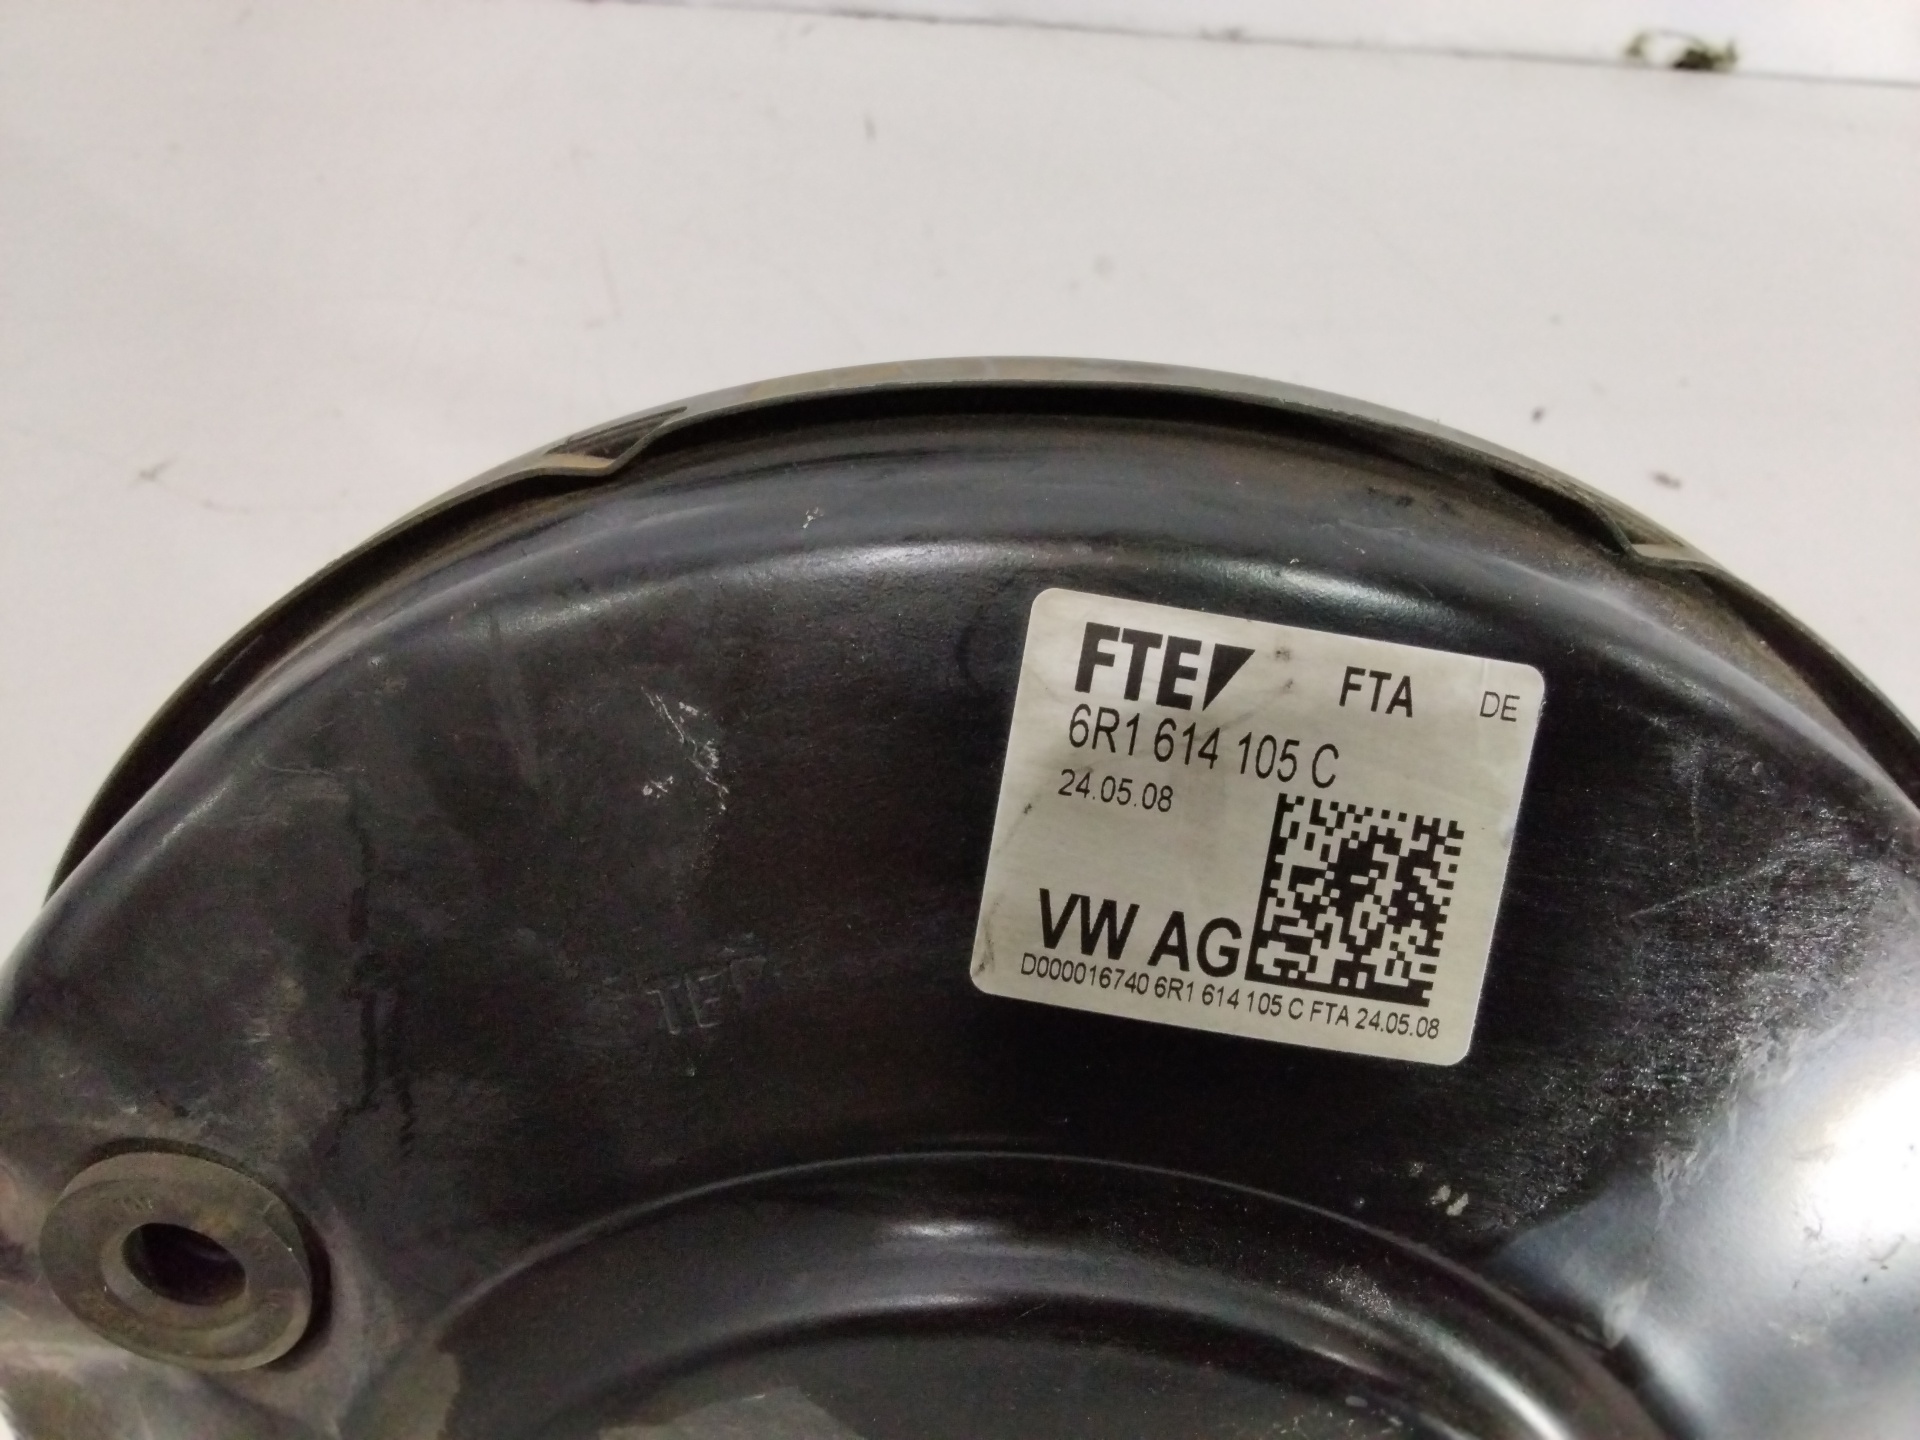 FTE FTA DE
6R1 614 105 C
24.05.08
VW AG
D000016740 6R1 614 105 C FTA 24.05.08
FTE